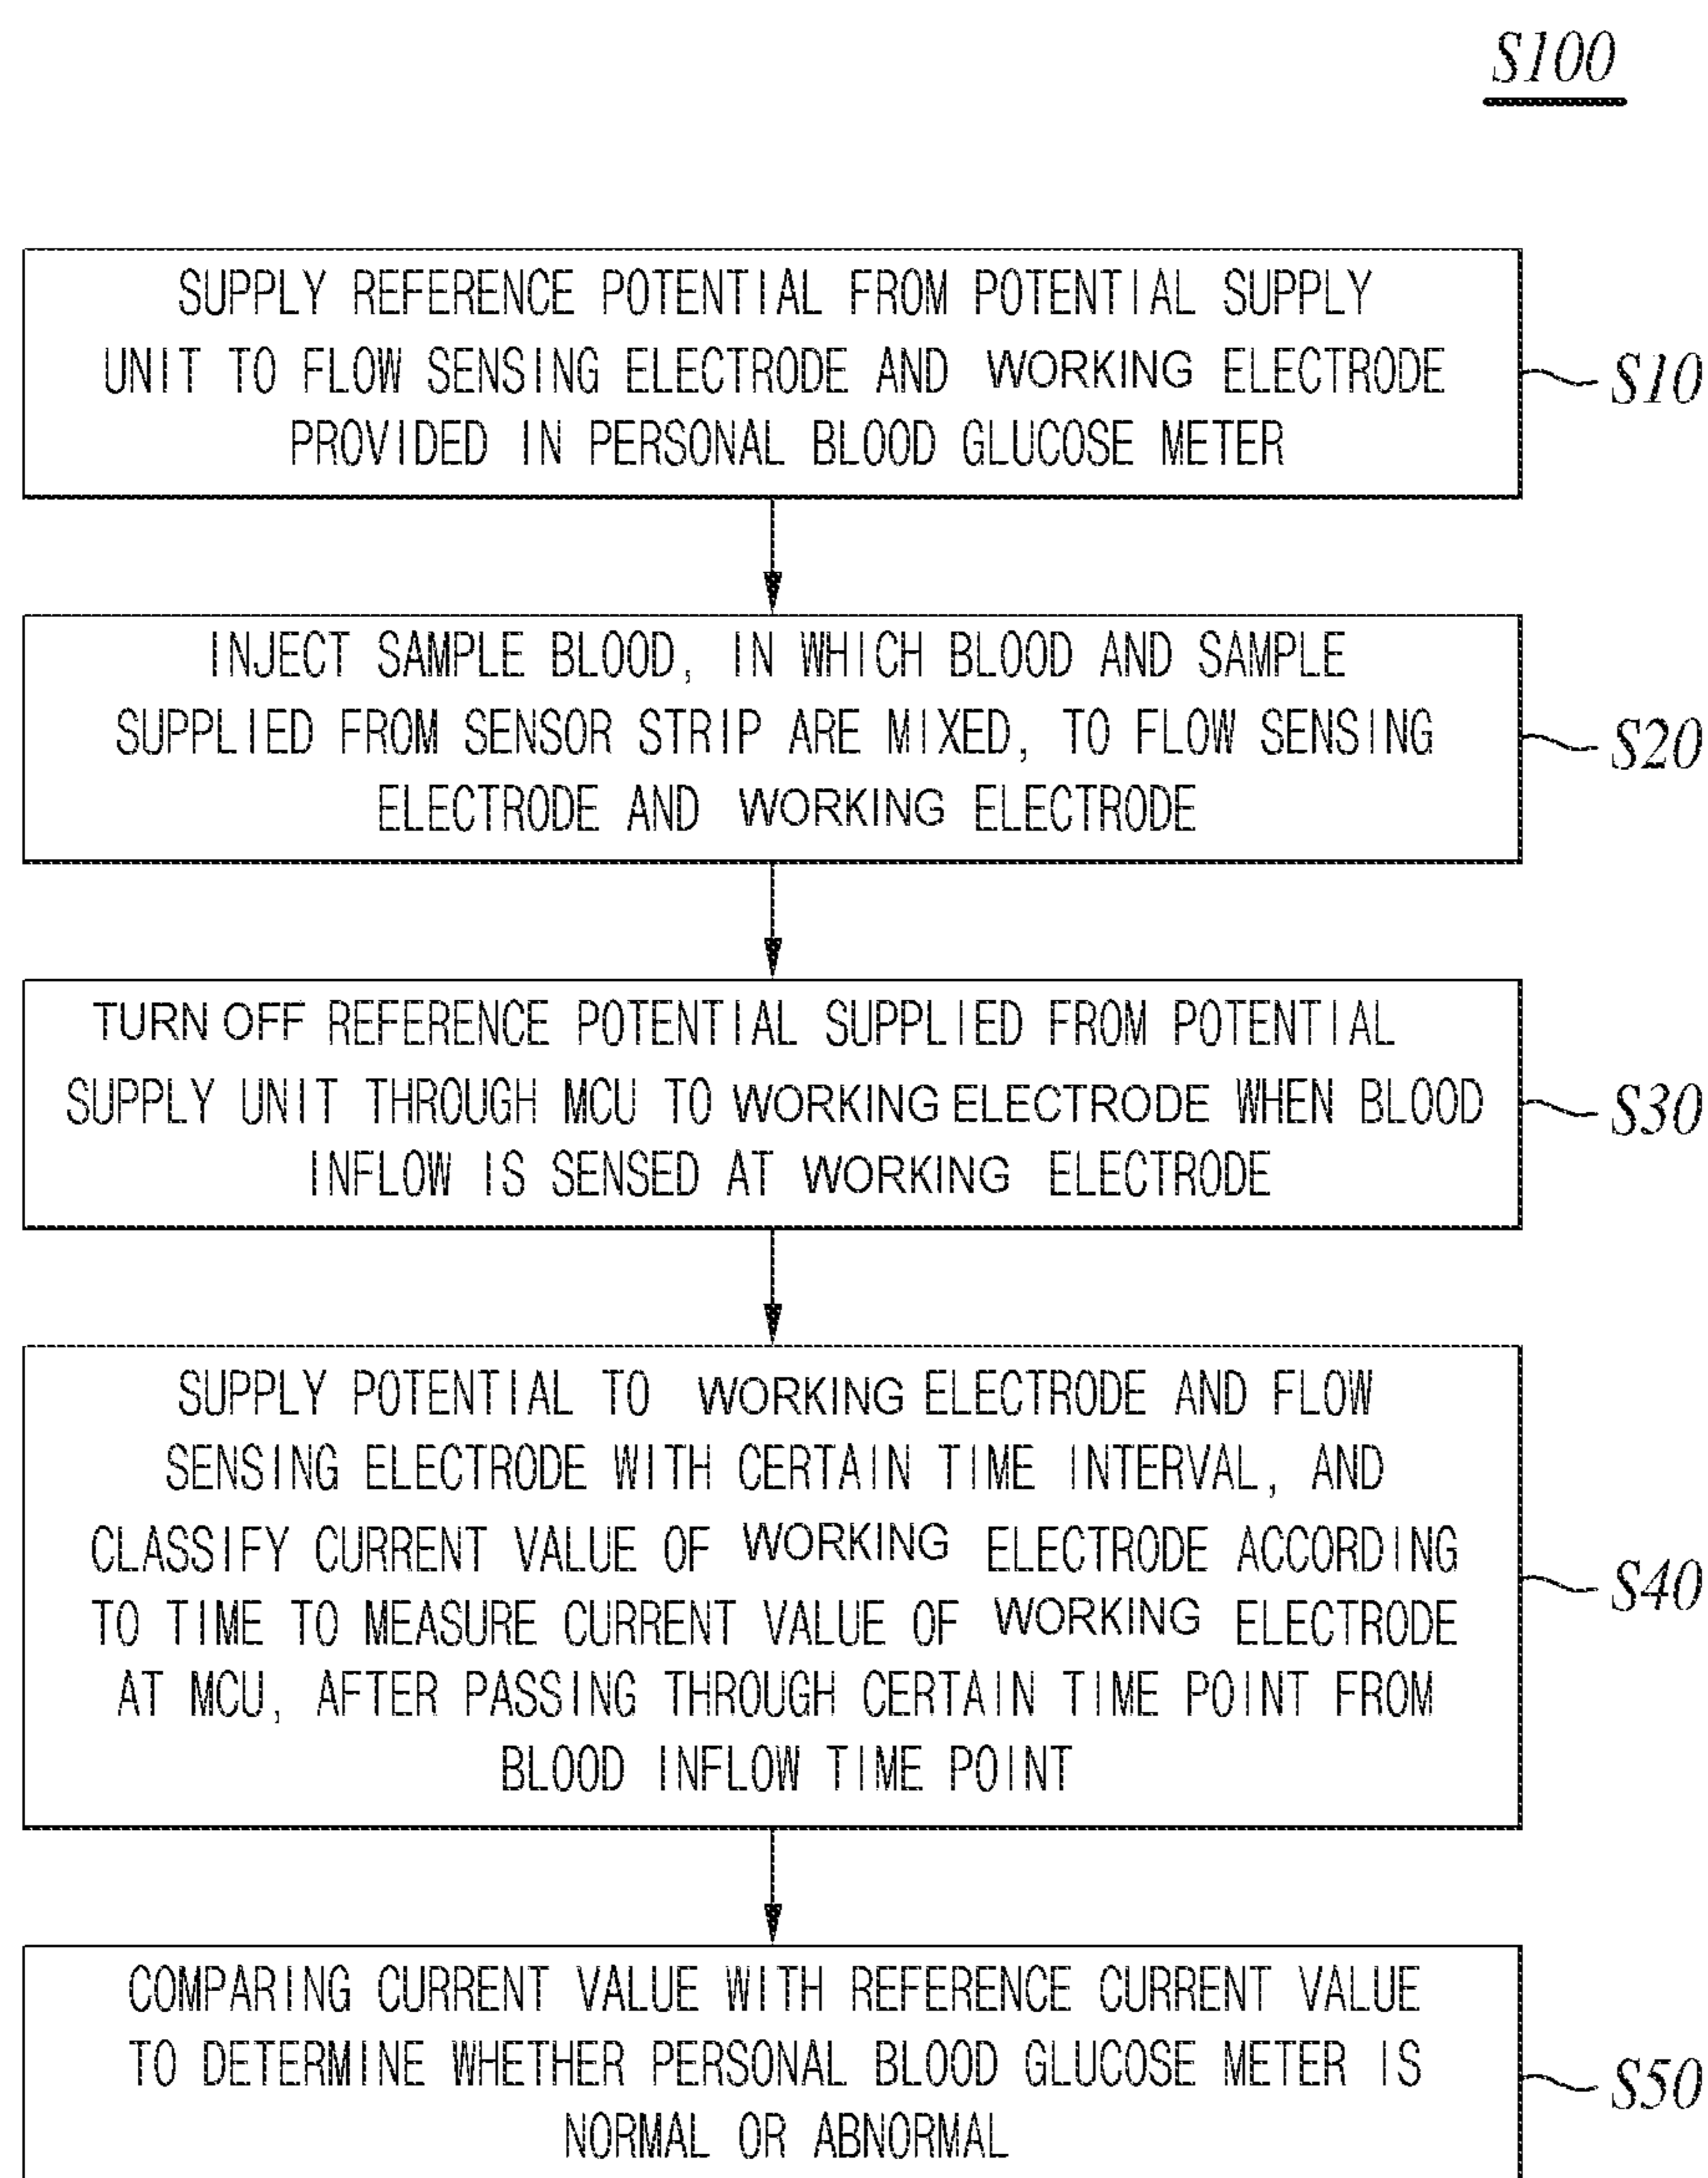 S100
SUPPLY REFERENCE POTENTIAL FROM POTENTIAL SUPPLY
UNIT TO FLOW SENSING ELECTRODE AND WORKING ELECTRODE
PROVIDED IN PERSONAL BLOOD GLUCOSE METER
S10
INJECT SAMPLE BLOOD, IN WHICH BLOOD AND SAMPLE
SUPPLIED FROM SENSOR STRIP ARE MIXED, TO FLOW SENSING
ELECTRODE AND WORKING ELECTRODE
S20
TURN OFF REFERENCE POTENTIAL SUPPLIED FROM POTENTIAL
SUPPLY UNIT THROUGH MCU TO WORKING ELECTRODE WHEN BLOOD
INFLOW IS SENSED AT WORKING ELECTRODE
S30
SUPPLY POTENTIAL TO WORKING ELECTRODE AND FLOW
SENSING ELECTRODE WITH CERTAIN TIME INTERVAL, AND
CLASSIFY CURRENT VALUE OF WORKING ELECTRODE ACCORDING
TO TIME TO MEASURE CURRENT VALUE OF WORKING ELECTRODE
AT MCU, AFTER PASSING THROUGH CERTAIN TIME POINT FROM
BLOOD INFLOW TIME POINT
S40
COMPARING CURRENT VALUE WITH REFERENCE CURRENT VALUE
TO DETERMINE WHETHER PERSONAL BLOOD GLUCOSE METER IS
NORMAL OR ABNORMAL
S50